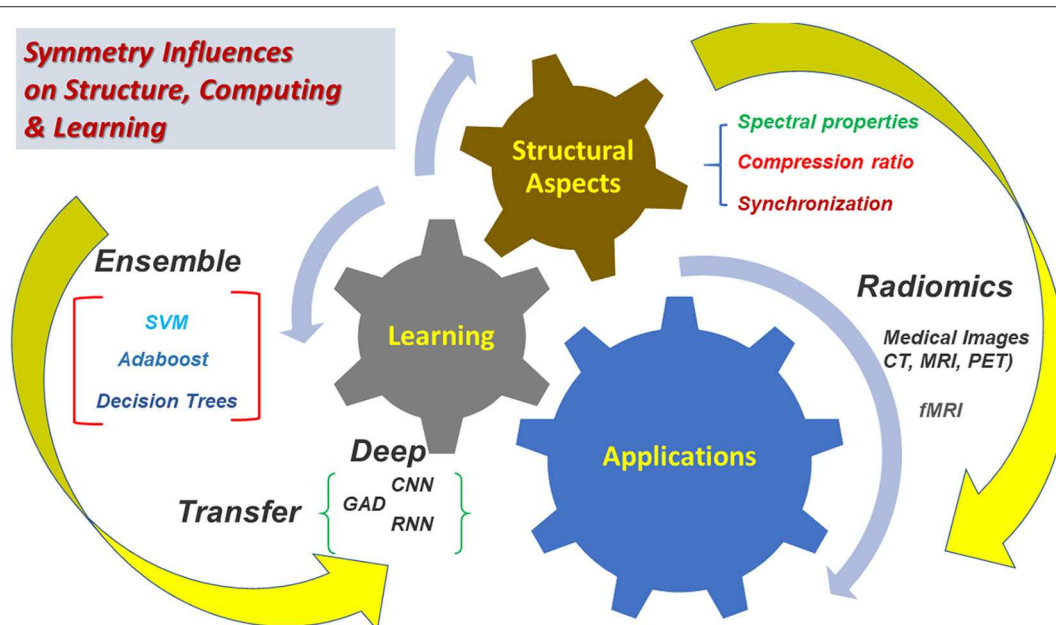 Symmetry Influences
on Structure, Computing
& Learning
Structural
Aspects
Spectral properties
Compression ratio
Synchronization
Ensemble
SVM
Adaboost
Decision Trees
Learning
Radiomics
Medical Images
CT, MRI, PET)
fMRI
Applications
Deep
Transfer
CNN
GAD
RNN